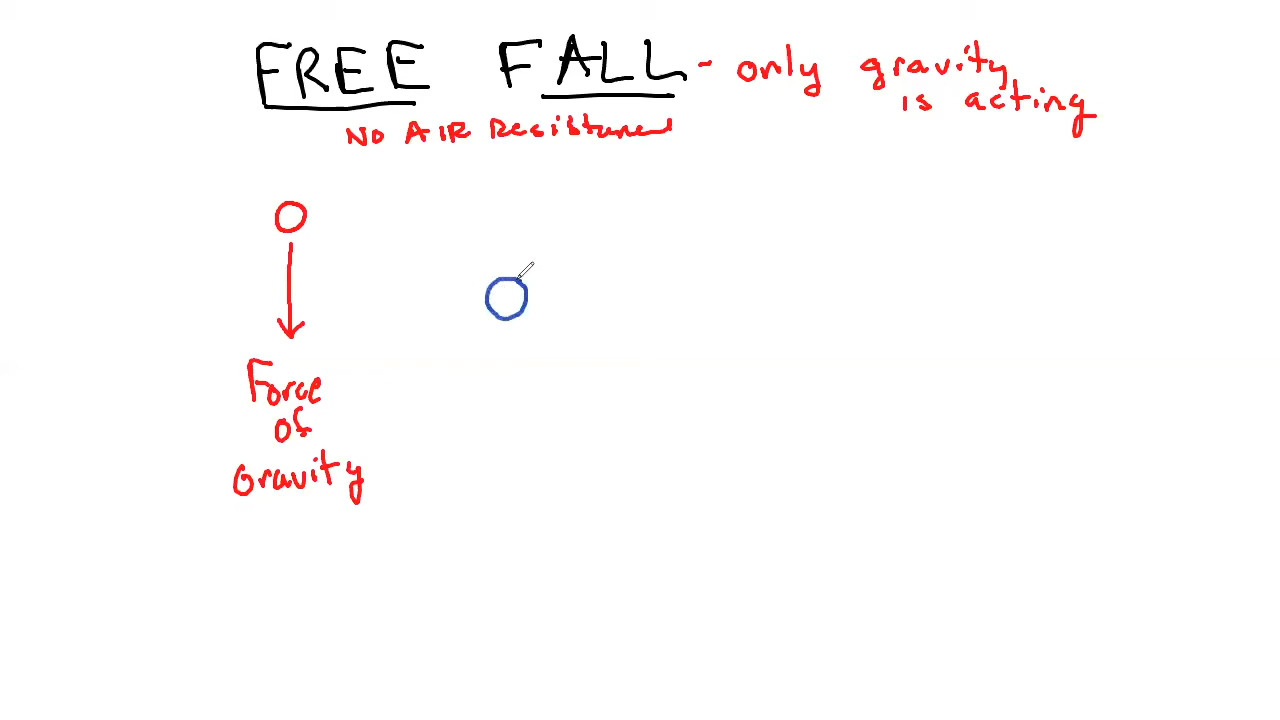 FREE FALL - only gravity
is acting
NO AIR Resistance
Force
of
Gravity